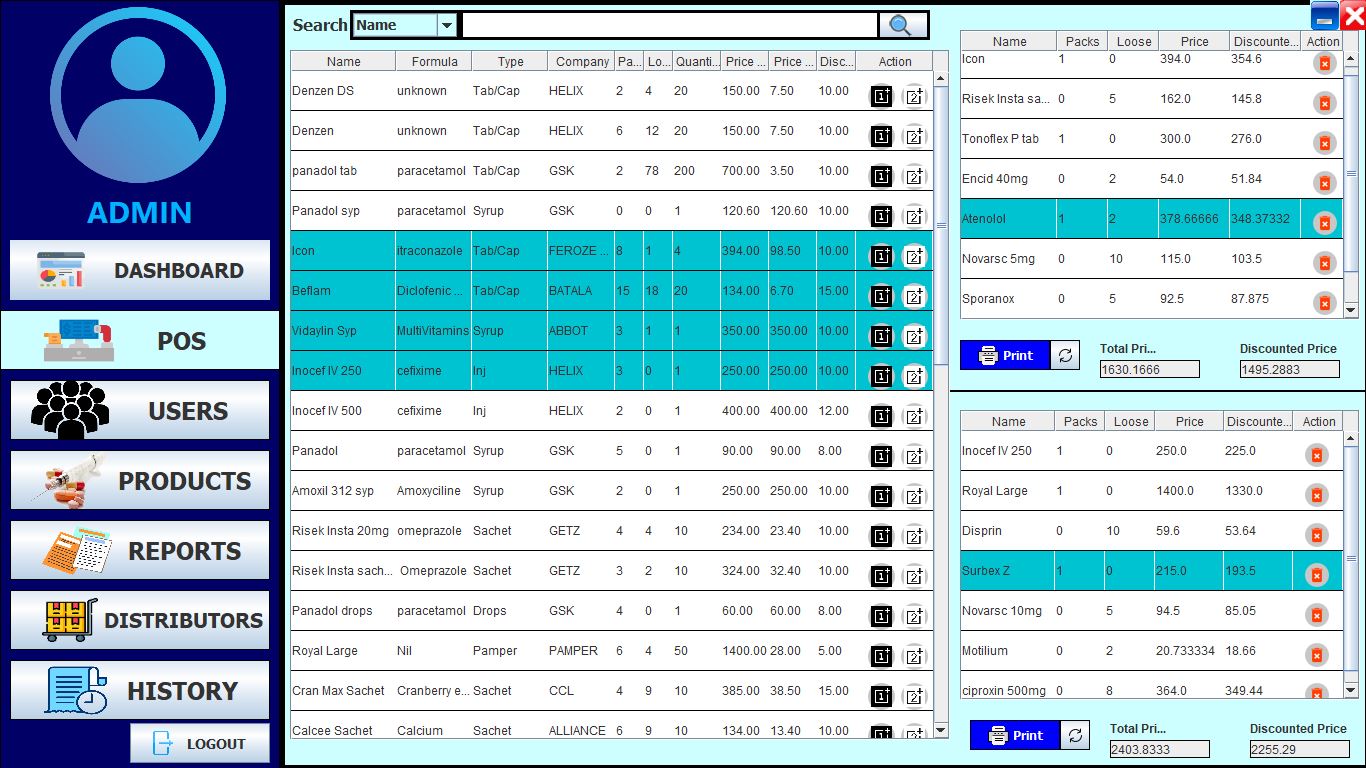 ADMIN
DASHBOARD
POS
USERS
PRODUCTS
REPORTS
DISTRIBUTORS
HISTORY
LOGOUT
Search Name
Name Formula Type Company Pa... Lo... Quanti... Price ... Price ... Disc... Action
Denzen DS unknown Tab/Cap HELIX 2 4 20 150.00 7.50 10.00
Denzen unknown Tab/Cap HELIX 6 12 20 150.00 7.50 10.00
panadol tab paracetamol Tab/Cap GSK 2 78 200 700.00 3.50 10.00
Panadol syp paracetamol Syrup GSK 0 0 1 120.60 120.60 10.00
Icon itraconazole Tab/Cap FEROZE ... 8 1 4 394.00 98.50 10.00
Beflam Diclofenic ... Tab/Cap BATALA 15 18 20 134.00 6.70 15.00
Vidaylin Syp MultiVitamins Syrup ABBOT 3 1 1 350.00 350.00 10.00
Inocef IV 250 cefixime Inj HELIX 3 0 1 250.00 250.00 10.00
Inocef IV 500 cefixime Inj HELIX 2 0 1 400.00 400.00 12.00
Panadol paracetamol Syrup GSK 5 0 1 90.00 90.00 8.00
Amoxil 312 syp Amoxyciline Syrup GSK 2 0 1 250.00 250.00 10.00
Risek Insta 20mg omeprazole Sachet GETZ 4 4 10 234.00 23.40 10.00
Risek Insta sach... Omeprazole Sachet GETZ 3 2 10 324.00 32.40 10.00
Panadol drops paracetamol Drops GSK 4 0 1 60.00 60.00 8.00
Royal Large Nil Pamper PAMPER 6 4 50 1400.00 28.00 5.00
Cran Max Sachet Cranberry e... Sachet CCL 4 9 10 385.00 38.50 15.00
Calcee Sachet Calcium Sachet ALLIANCE 6 9 10 134.00 13.40 10.00
Name Packs Loose Price Discounte... Action
Icon 1 0 394.0 354.6
Risek Insta sa... 0 5 162.0 145.8
Tonoflex P tab 1 0 300.0 276.0
Encid 40mg 0 2 54.0 51.84
Atenolol 1 2 378.66666 348.37332
Novarsc 5mg 0 10 115.0 103.5
Sporanox 0 5 92.5 87.875
Print
Total Pri... Discounted Price
1630.1666 1495.2883
Name Packs Loose Price Discounte... Action
Inocef IV 250 1 0 250.0 225.0
Royal Large 1 0 1400.0 1330.0
Disprin 0 10 59.6 53.64
Surbex Z 1 0 215.0 193.5
Novarsc 10mg 0 5 94.5 85.05
Motilium 0 2 20.733334 18.66
ciproxin 500mg 0 8 364.0 349.44
Print
Total Pri... Discounted Price
2403.8333 2255.29